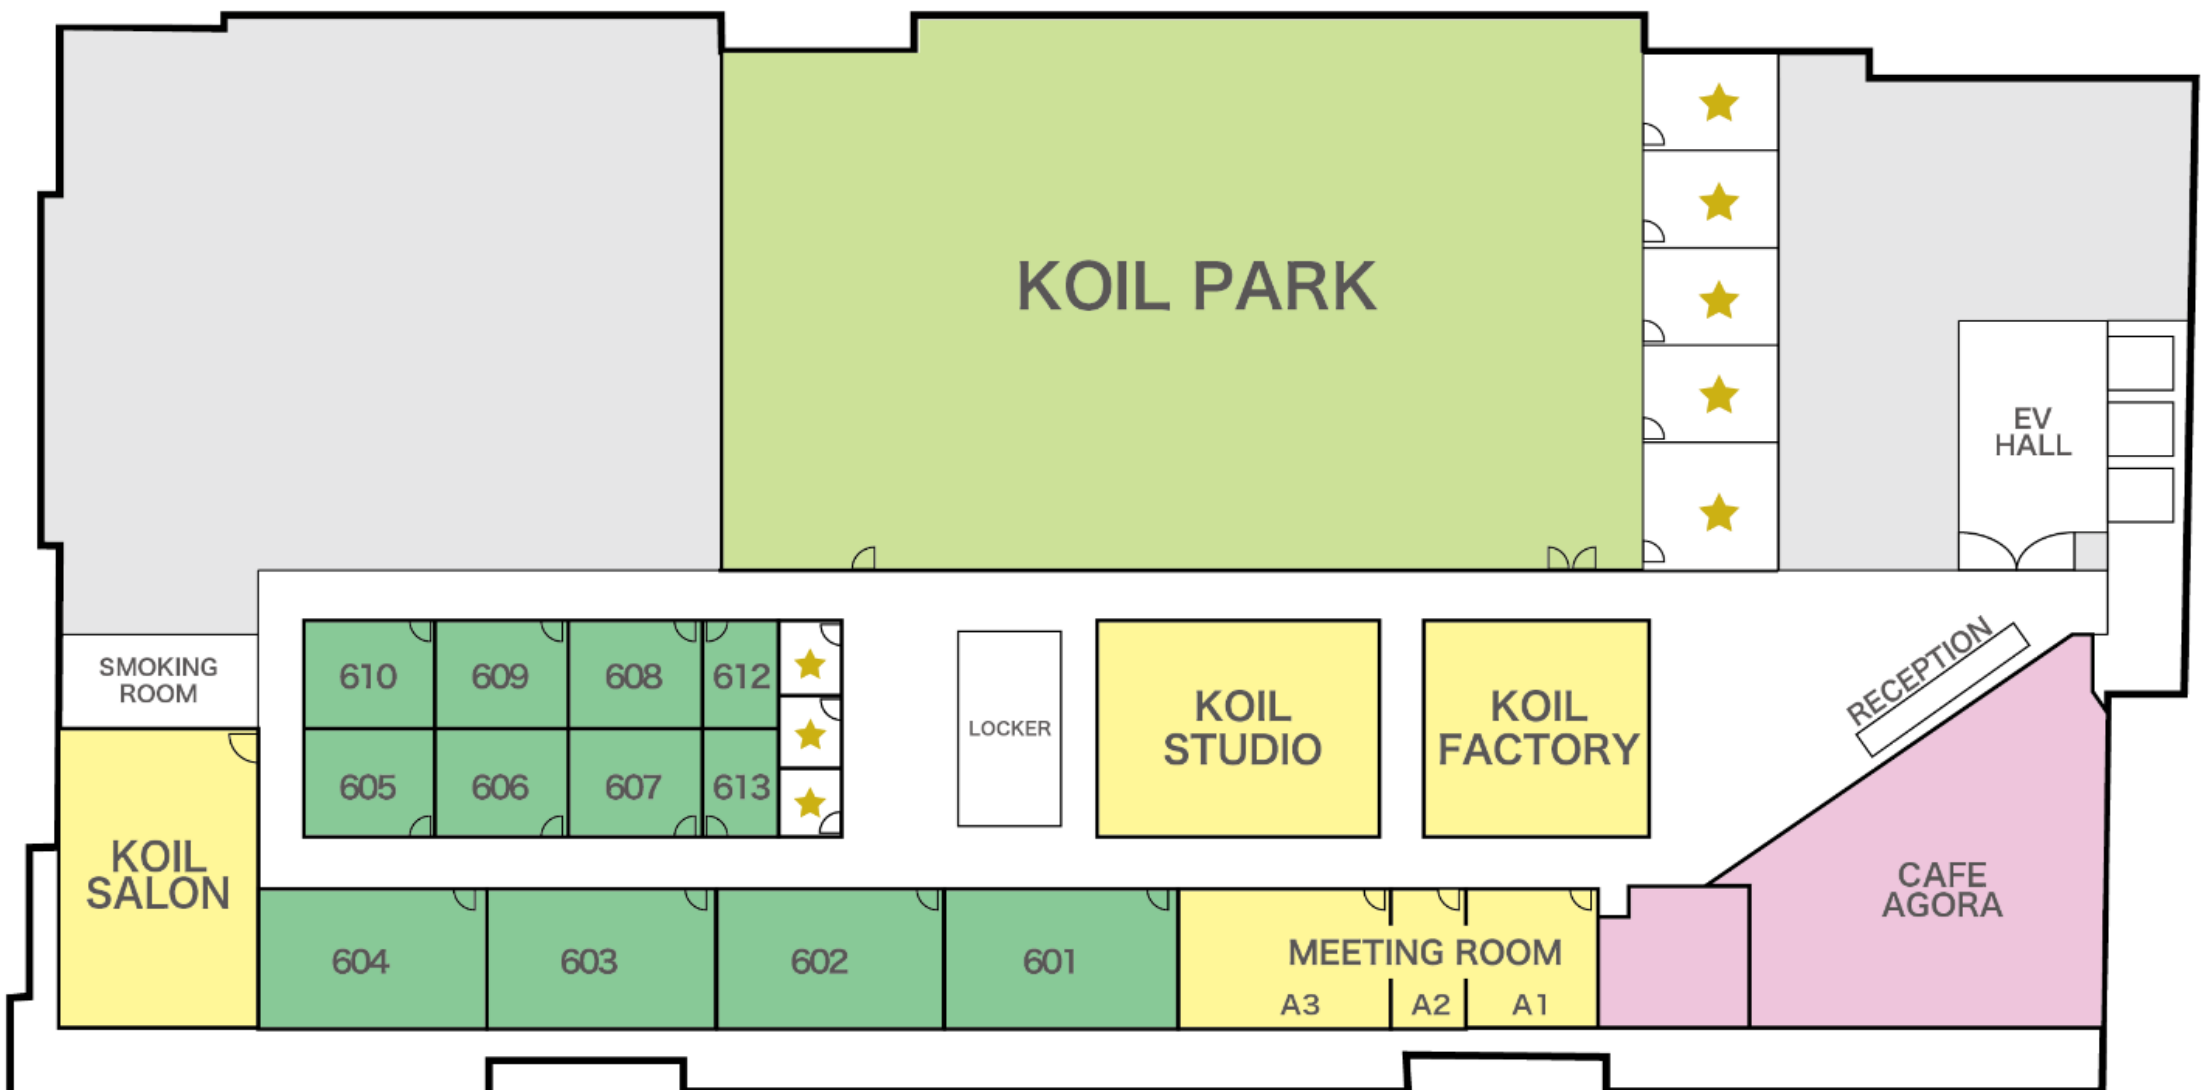 KOIL PARK
EV
HALL
RECEPTION
SMOKING
ROOM
610
609
608
612
605
606
607
613
LOCKER
KOIL
STUDIO
KOIL
FACTORY
KOIL
SALON
CAFE
AGORA
604
603
602
601
MEETING ROOM
A3
A2
A1